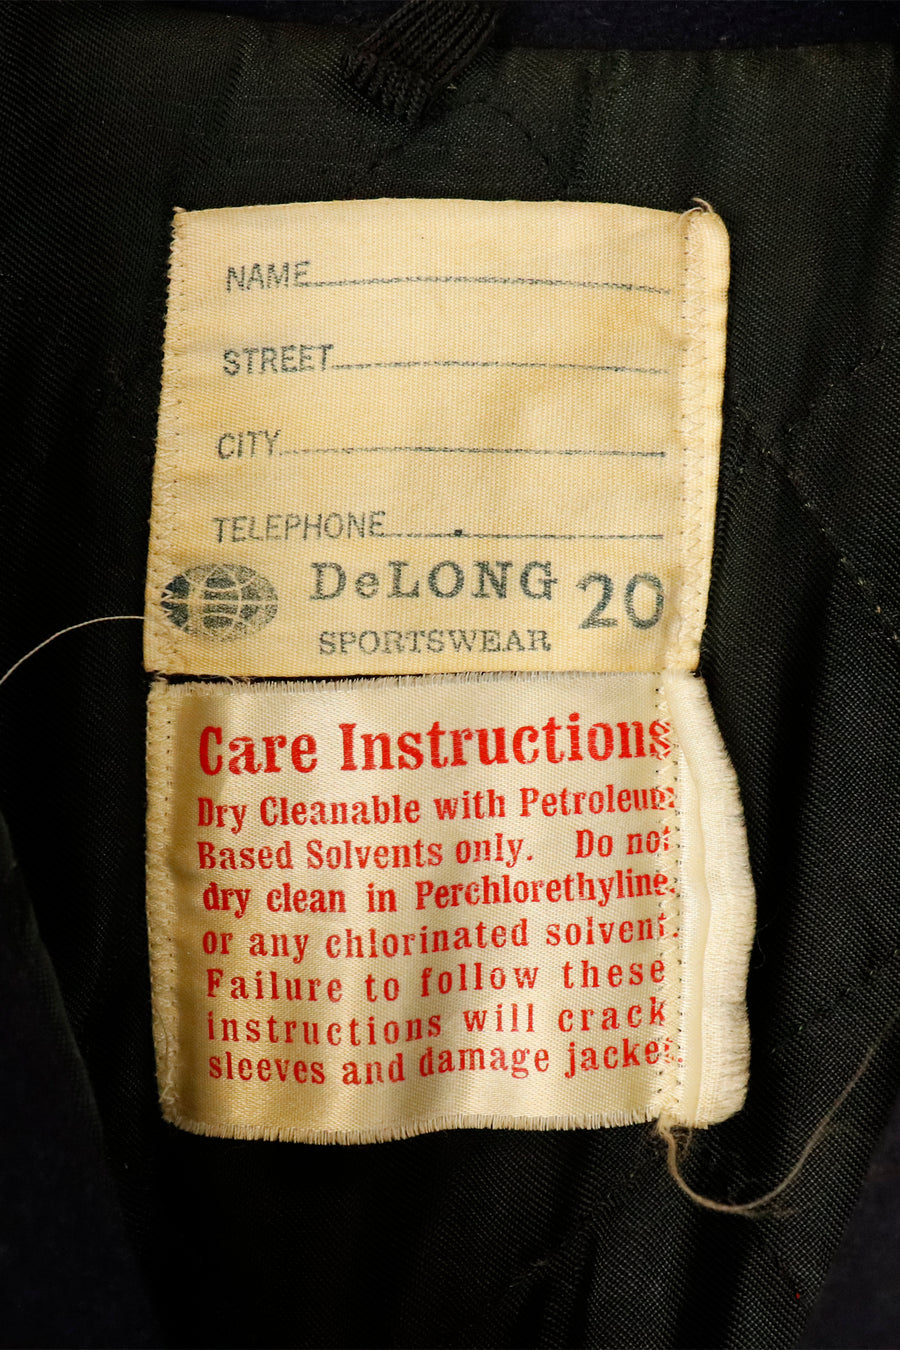 NAME
STREET
CITY
TELEPHONE
DeLONG 20
SPORTSWEAR
Care Instructions
Dry Cleanable with Petroleum
Based Solvents only. Do not
dry clean in Perchlorethyline
or any chlorinated solvent.
Failure to follow these
instructions will crack
sleeves and damage jacket.